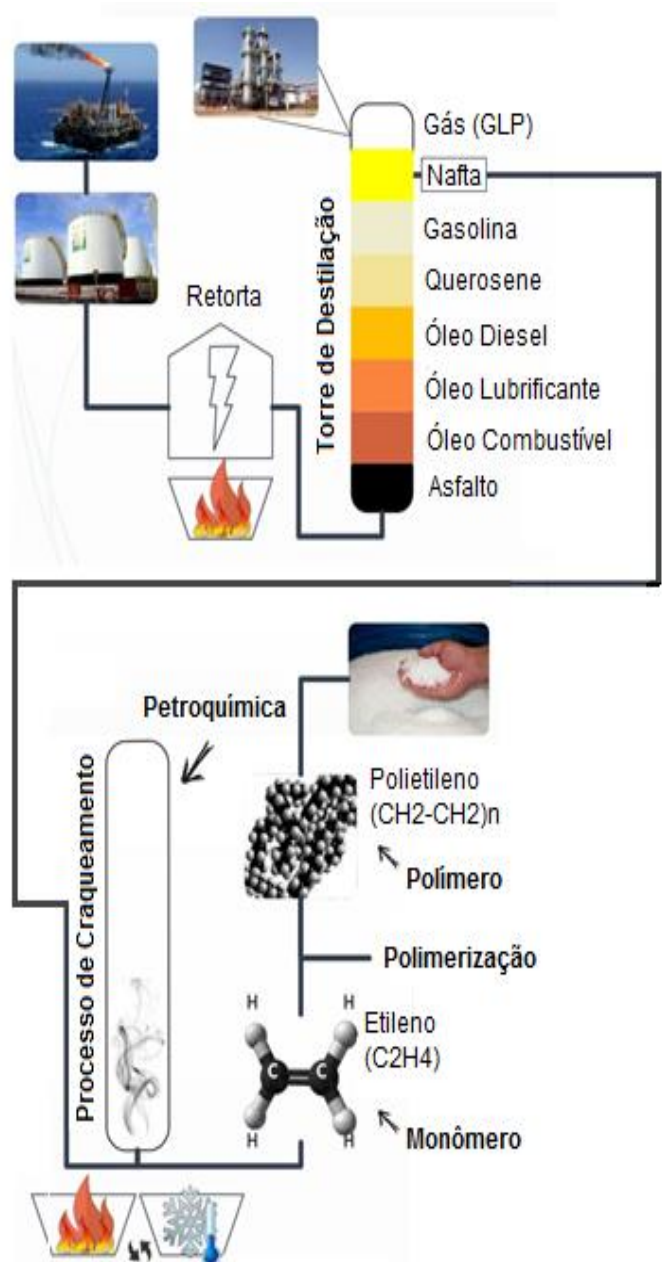 Gás (GLP)
Nafta
Gasolina
Querosene
Óleo Diesel
Óleo Lubrificante
Óleo Combustível
Asfalto
Torre de Destilação
Retorta
Petroquímica
Processo de Craqueamento
Polietileno
(CH2-CH2)n
Polímero
Polimerização
H H
Etileno
(C2H4)
C C
H H
Monômero